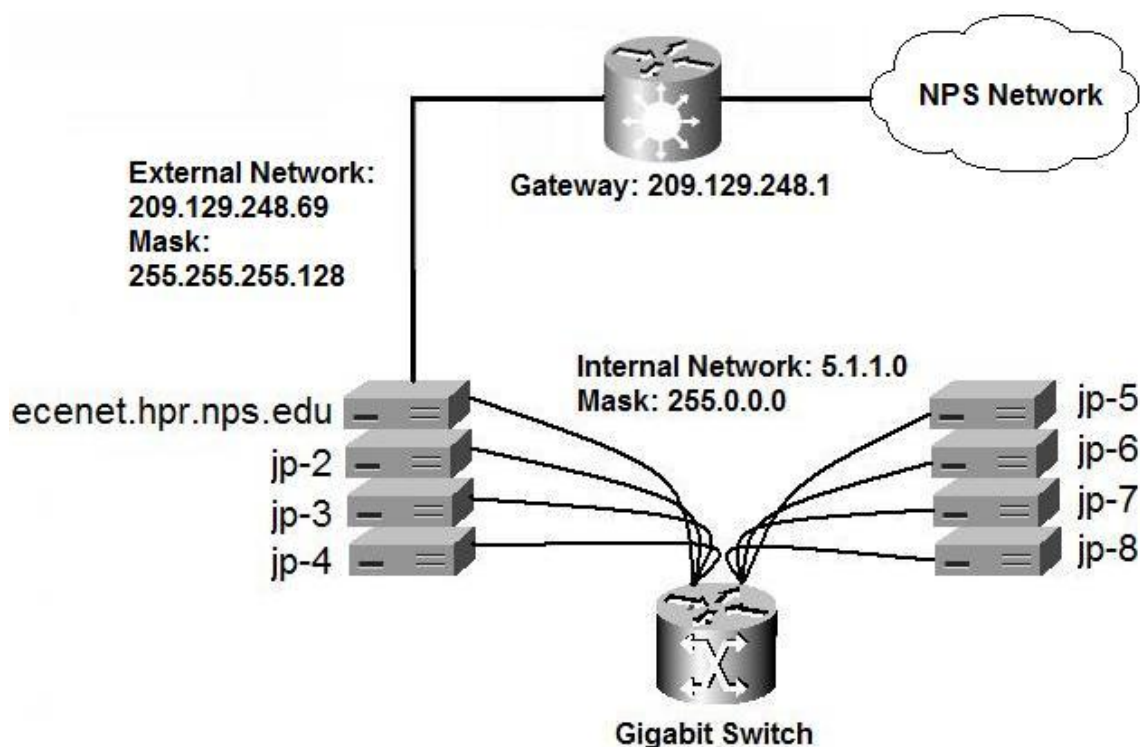 NPS Network
Gateway: 209.129.248.1
External Network:
209.129.248.69
Mask:
255.255.255.128
Internal Network: 5.1.1.0
Mask: 255.0.0.0
ecenet.hpr.nps.edu
jp-2
jp-3
jp-4
jp-5
jp-6
jp-7
jp-8
Gigabit Switch